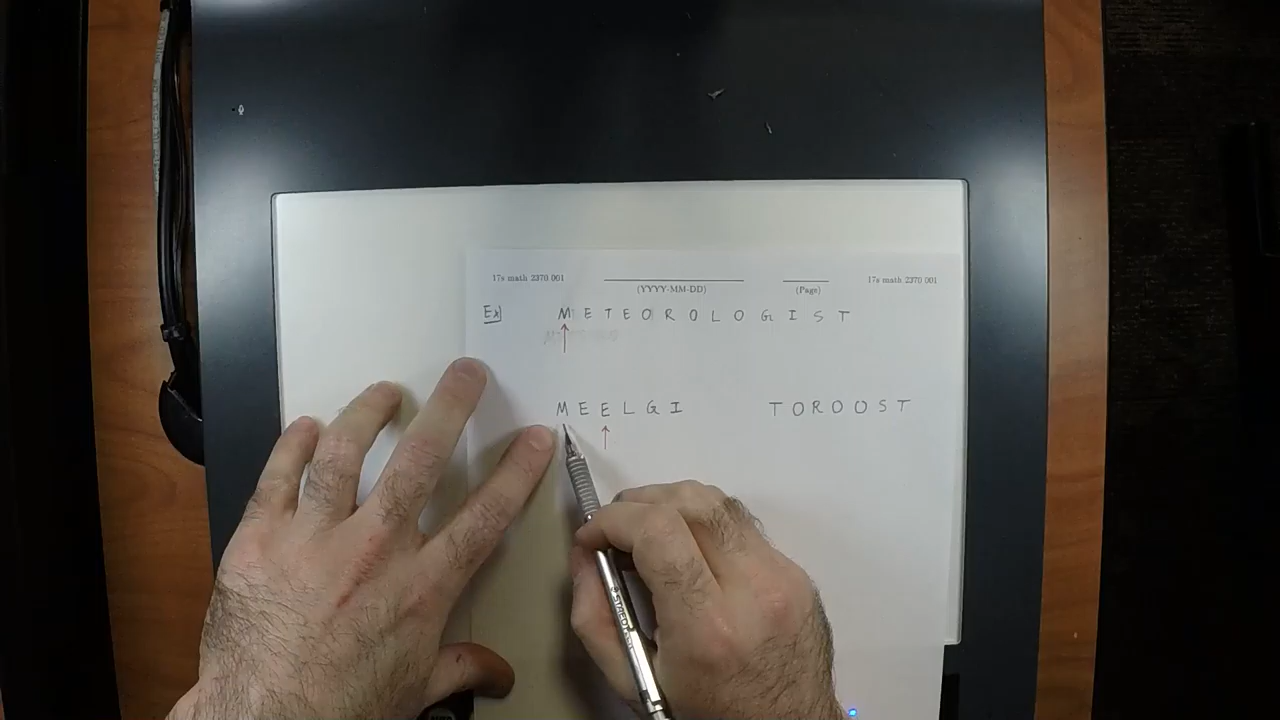 17s math 2370 001 (YYYY-MM-DD) (Page) 17s math 2370 001
Ex M E T E O R O L O G I S T
M E E L G I T O R O O S T
STAEDTLER